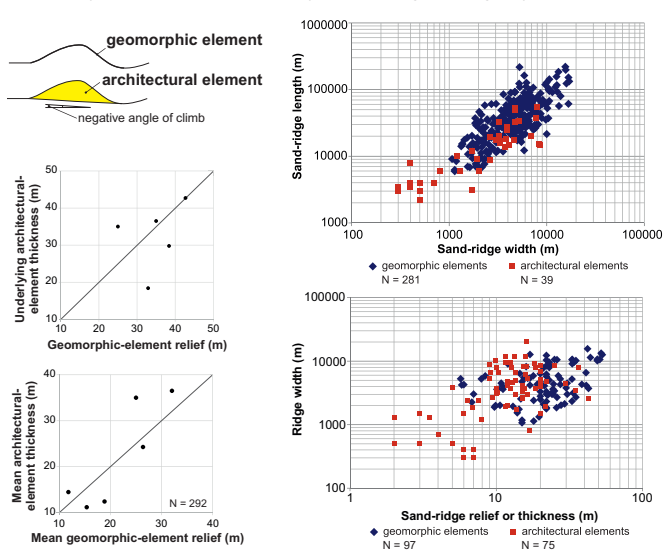 geomorphic element
architectural element
negative angle of climb
Underlying architectural-
element thickness (m)
50
40
30
20
10
10
20
30
40
50
Geomorphic-element relief (m)
Mean architectural-
element thickness (m)
40
30
20
10
N = 292
10
20
30
40
Mean geomorphic-element relief (m)
Sand-ridge length (m)
1000000
100000
10000
1000
100
1000
10000
100000
Sand-ridge width (m)
geomorphic elements
N = 281
architectural elements
N = 39
Ridge width (m)
100000
10000
1000
100
1
10
100
Sand-ridge relief or thickness (m)
geomorphic elements
N = 97
architectural elements
N = 75